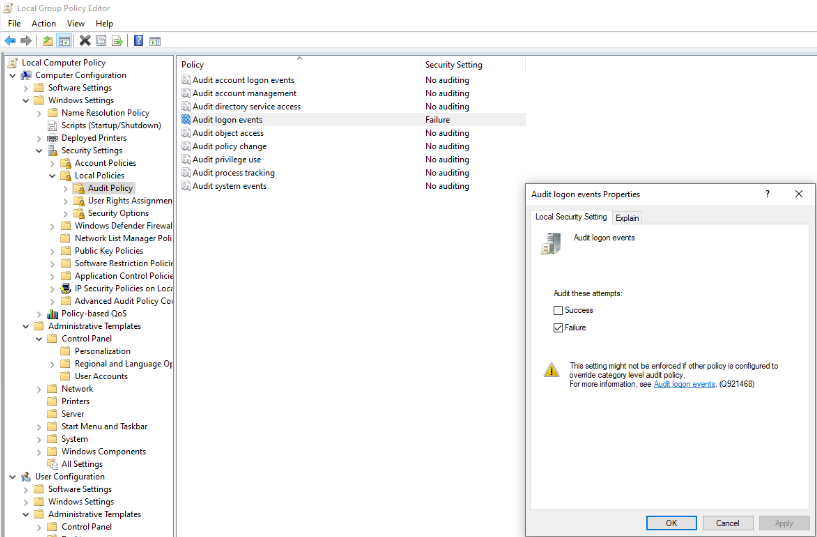 Local Group Policy Editor
File Action View Help
Local Computer Policy
Computer Configuration
Software Settings
Windows Settings
Name Resolution Policy
Scripts (Startup/Shutdown)
Deployed Printers
Security Settings
Account Policies
Local Policies
Audit Policy
User Rights Assignmen
Security Options
Windows Defender Firewal
Network List Manager Poli
Public Key Policies
Software Restriction Policie
Application Control Policie
IP Security Policies on Loca
Advanced Audit Policy Co
Policy-based QoS
Administrative Templates
Control Panel
Personalization
Regional and Language Op
User Accounts
Network
Printers
Server
Start Menu and Taskbar
System
Windows Components
All Settings
User Configuration
Software Settings
Windows Settings
Administrative Templates
Control Panel
Policy Security Setting
Audit account logon events No auditing
Audit account management No auditing
Audit directory service access No auditing
Audit logon events Failure
Audit object access No auditing
Audit policy change No auditing
Audit privilege use No auditing
Audit process tracking No auditing
Audit system events No auditing
Audit logon events Properties
Local Security Setting Explain
Audit logon events
Audit these attempts:
Success
Failure
This setting might not be enforced if other policy is configured to
override category level audit policy.
For more information, see Audit logon events. (Q921468)
OK Cancel Apply